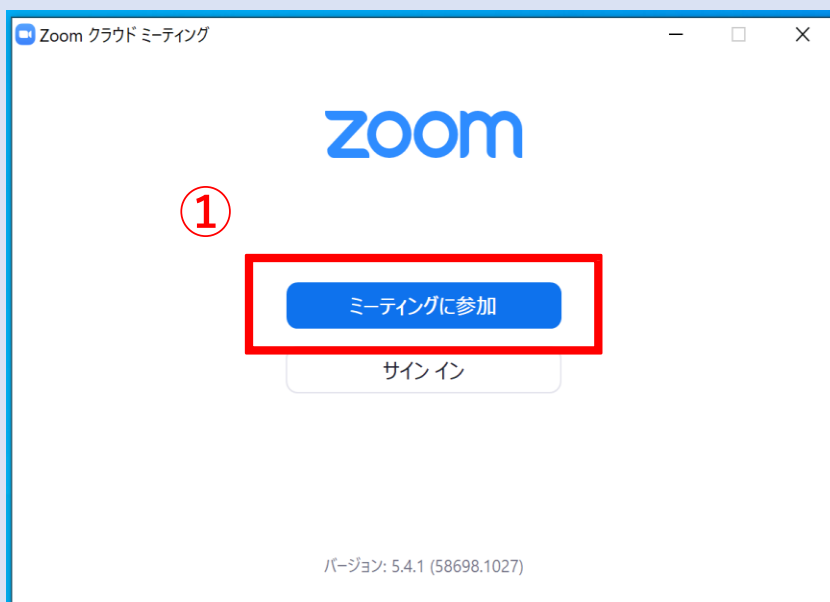 Zoom クラウド ミーティング
zoom
①
ミーティングに参加
サイン イン
バージョン: 5.4.1 (58698.1027)